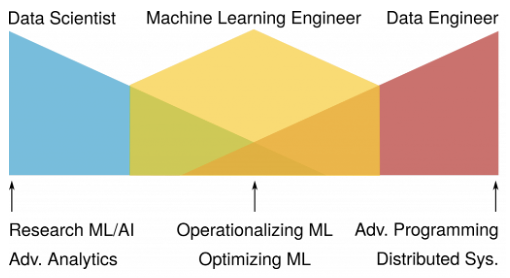 Data Scientist
Machine Learning Engineer
Data Engineer
Research ML/AI
Adv. Analytics
Operationalizing ML
Optimizing ML
Adv. Programming
Distributed Sys.